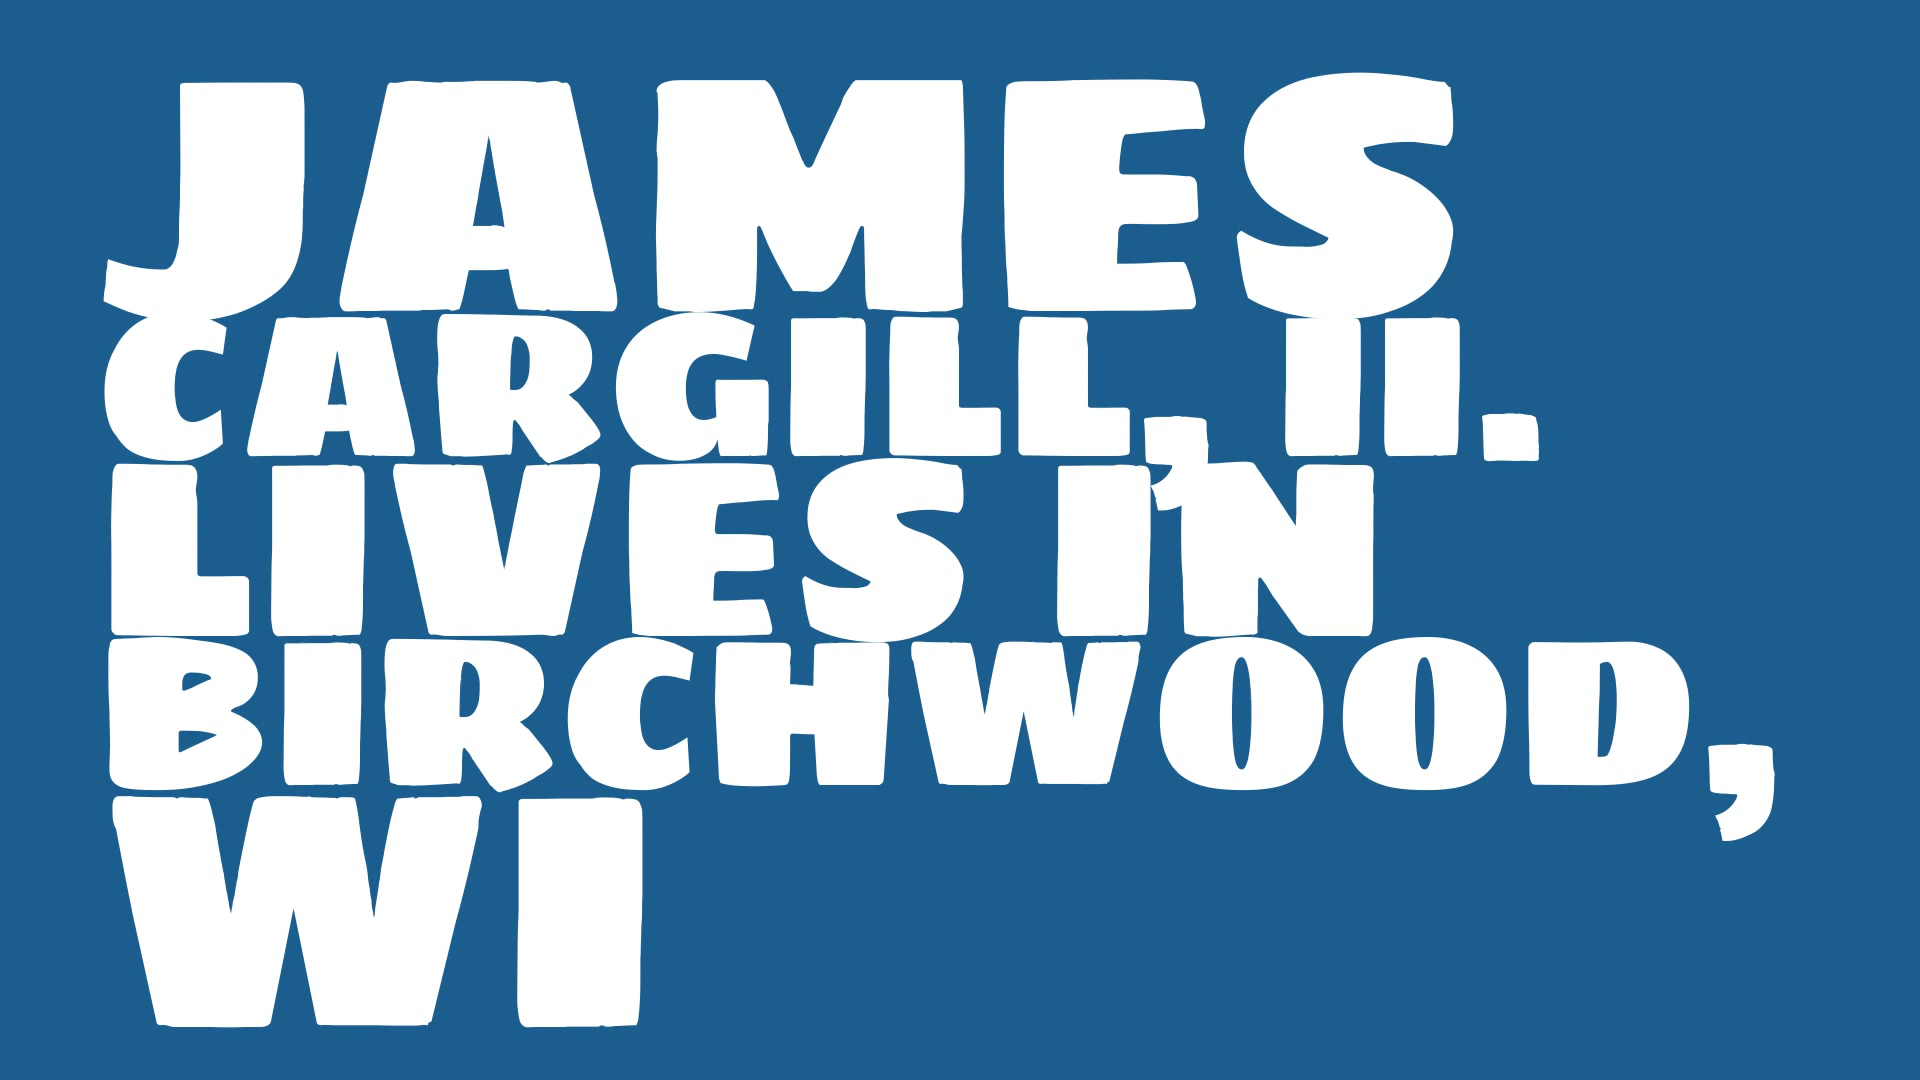 JAMES
CARGILL, II.
LIVES IN
BIRCHWOOD,
WI